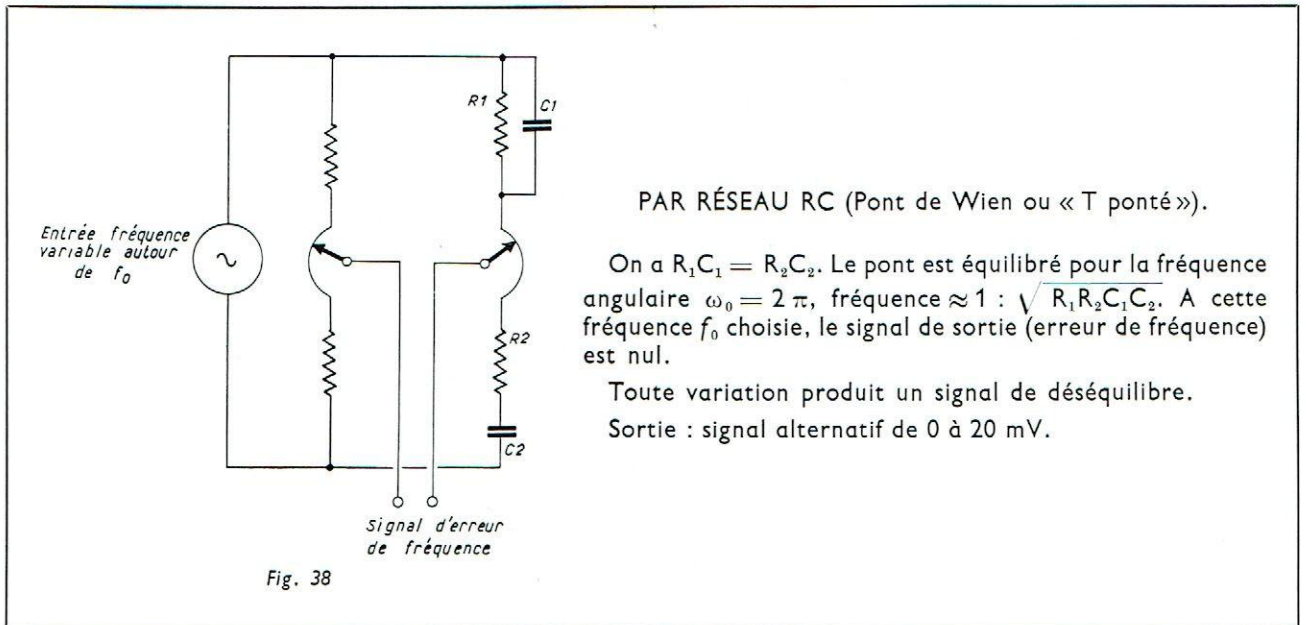 R1
C1
Entrée fréquence
variable autour
de f₀
~
R2
C2
Signal d'erreur
de fréquence
Fig. 38
PAR RÉSEAU RC (Pont de Wien ou « T ponté »).
On a R₁C₁ = R₂C₂. Le pont est équilibré pour la fréquence
angulaire ω₀ = 2 π, fréquence ≈ 1 : √R₁R₂C₁C₂. A cette
fréquence f₀ choisie, le signal de sortie (erreur de fréquence)
est nul.
Toute variation produit un signal de déséquilibre.
Sortie : signal alternatif de 0 à 20 mV.